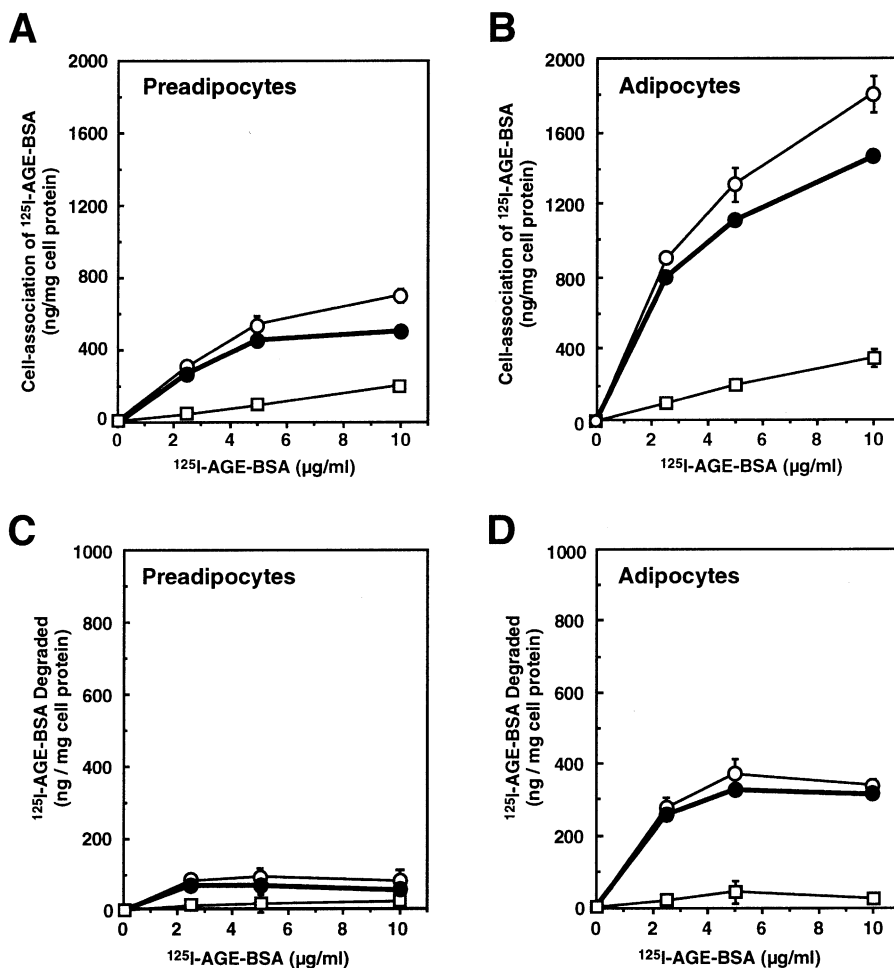 A
Preadipocytes
Cell-association of ¹²⁵I-AGE-BSA
(ng/mg cell protein)
2000
1600
1200
800
400
0
0 2 4 6 8 10
¹²⁵I-AGE-BSA (µg/ml)
B
Adipocytes
Cell-association of ¹²⁵I-AGE-BSA
(ng/mg cell protein)
2000
1600
1200
800
400
0
0 2 4 6 8 10
¹²⁵I-AGE-BSA (µg/ml)
C
Preadipocytes
¹²⁵I-AGE-BSA Degraded
(ng / mg cell protein)
1000
800
600
400
200
0
0 2 4 6 8 10
¹²⁵I-AGE-BSA (µg/ml)
D
Adipocytes
¹²⁵I-AGE-BSA Degraded
(ng / mg cell protein)
1000
800
600
400
200
0
0 2 4 6 8 10
¹²⁵I-AGE-BSA (µg/ml)